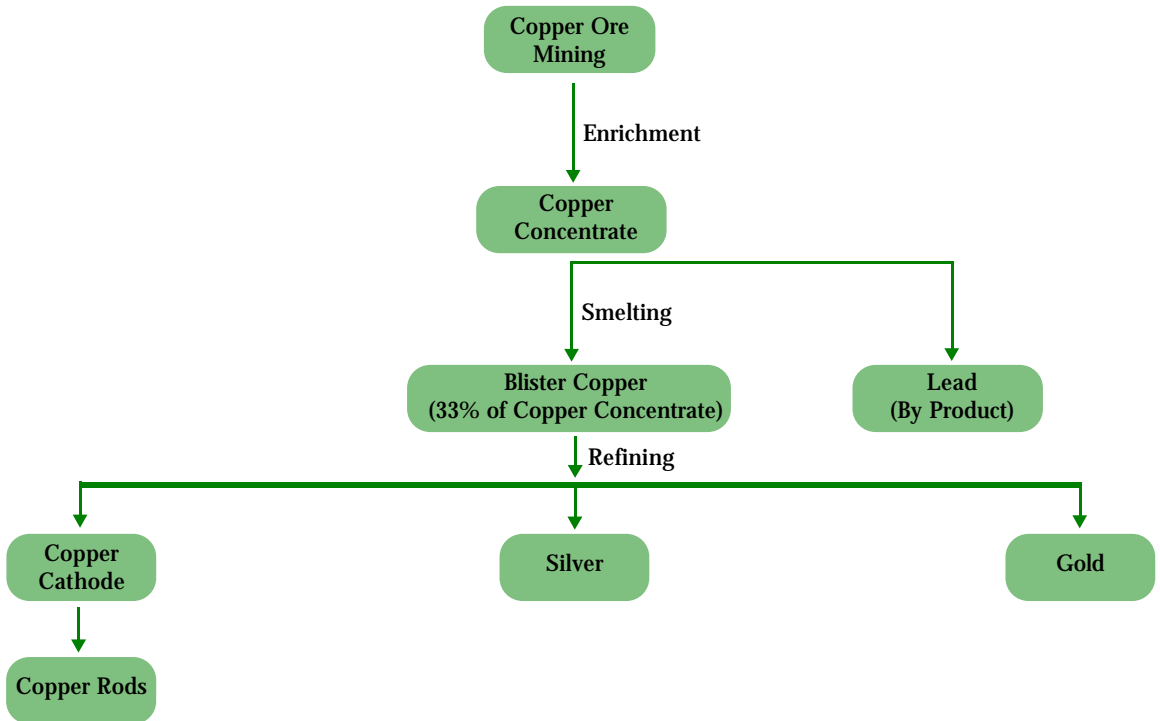 Copper Ore
Mining
Enrichment
Copper
Concentrate
Smelting
Blister Copper
(33% of Copper Concentrate)
Lead
(By Product)
Refining
Copper
Cathode
Silver
Gold
Copper Rods